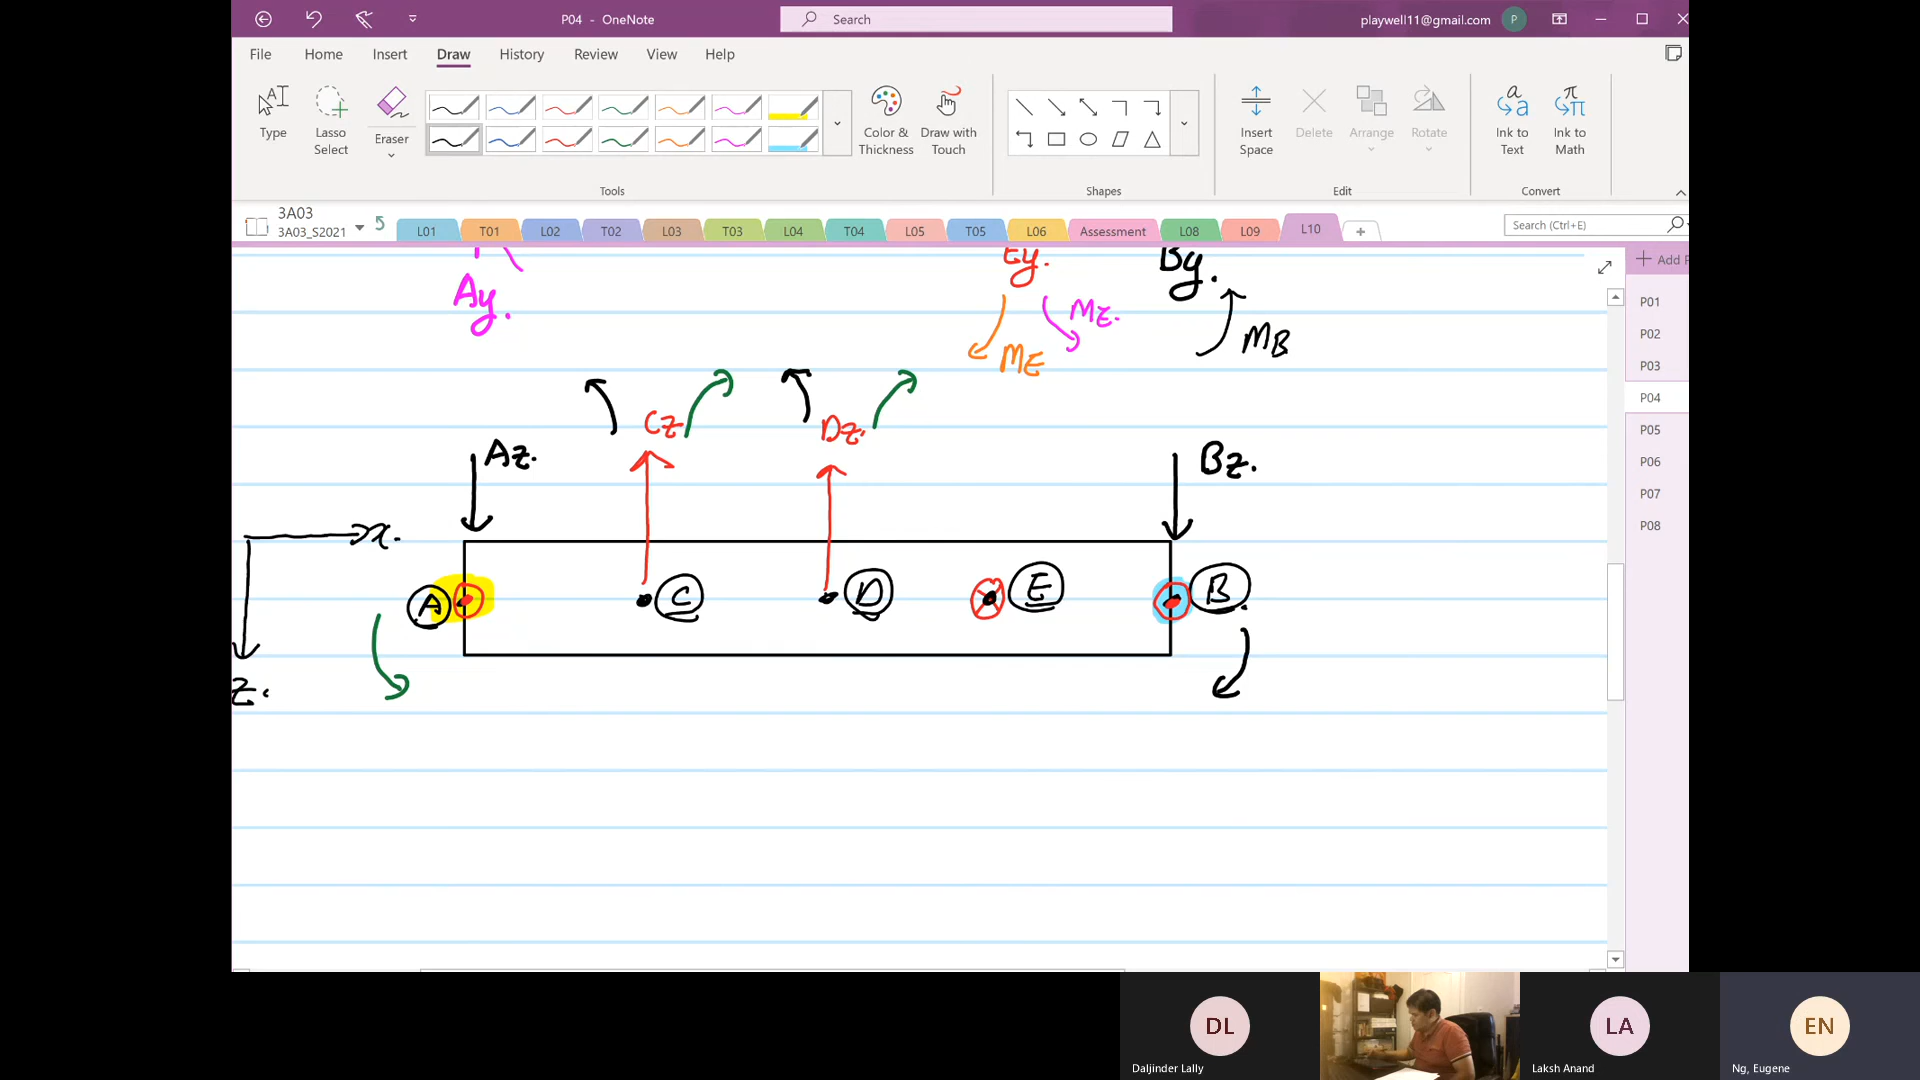 P04 - OneNote
Search
playwell11@gmail.com
P
File Home Insert Draw History Review View Help
Type
Lasso Select
Eraser
Color & Thickness
Draw with Touch
Insert Space
Delete
Arrange
Rotate
Ink to Text
Ink to Math
Tools
Shapes
Edit
Convert
3A03
3A03_S2021
L01 T01 L02 T02 L03 T03 L04 T04 L05 T05 L06 Assessment L08 L09 L10
Search (Ctrl+E)
Add P
P01
P02
P03
P04
P05
P06
P07
P08
Ay.
Ey.
By.
Mz.
ME
MB
Cz
Dz.
Az.
Bz.
x.
A
C
D
E
B
z.
DL
LA
EN
Daljinder Lally
Laksh Anand
Ng, Eugene